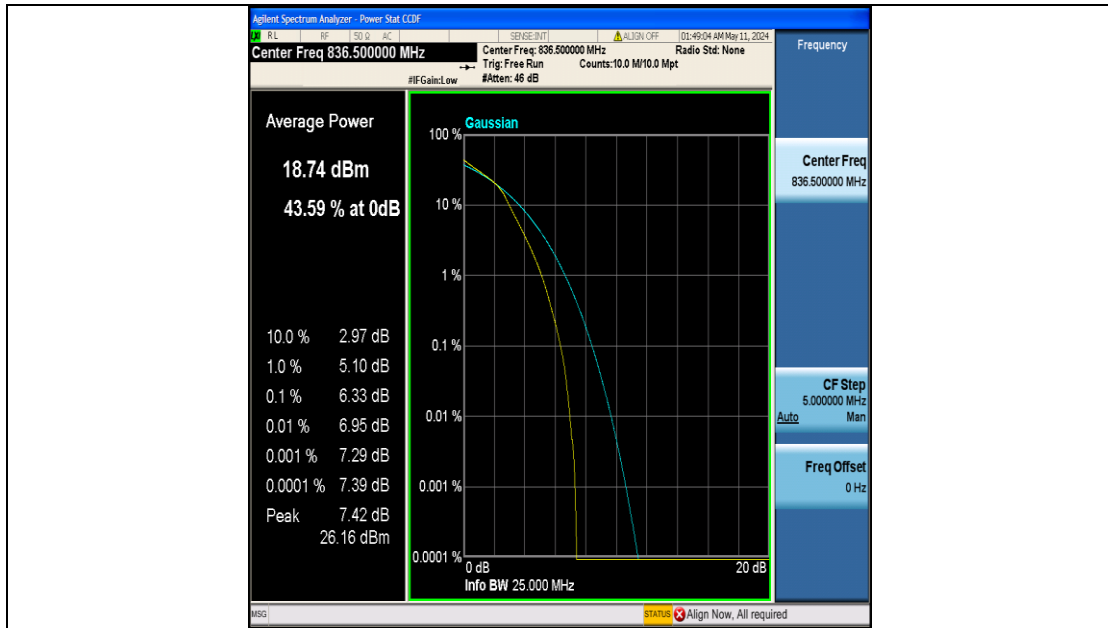 Agilent Spectrum Analyzer - Power Stat CCDF
RL RF 50 Ω AC SENSE:INT ALIGN OFF 01:49:04 AM May 11, 2024
Center Freq 836.500000 MHz
Center Freq: 836.500000 MHz Radio Std: None
Trig: Free Run Counts:10.0 M/10.0 Mpt
#IFGain:Low #Atten: 46 dB
Frequency
Average Power
18.74 dBm
43.59 % at 0dB
10.0 % 2.97 dB
1.0 % 5.10 dB
0.1 % 6.33 dB
0.01 % 6.95 dB
0.001 % 7.29 dB
0.0001 % 7.39 dB
Peak 7.42 dB
26.16 dBm
Gaussian
100 %
10 %
1 %
0.1 %
0.01 %
0.001 %
0.0001 %
0 dB 20 dB
Info BW 25.000 MHz
Center Freq
836.500000 MHz
CF Step
5.000000 MHz
Auto Man
Freq Offset
0 Hz
MSG STATUS Align Now, All required